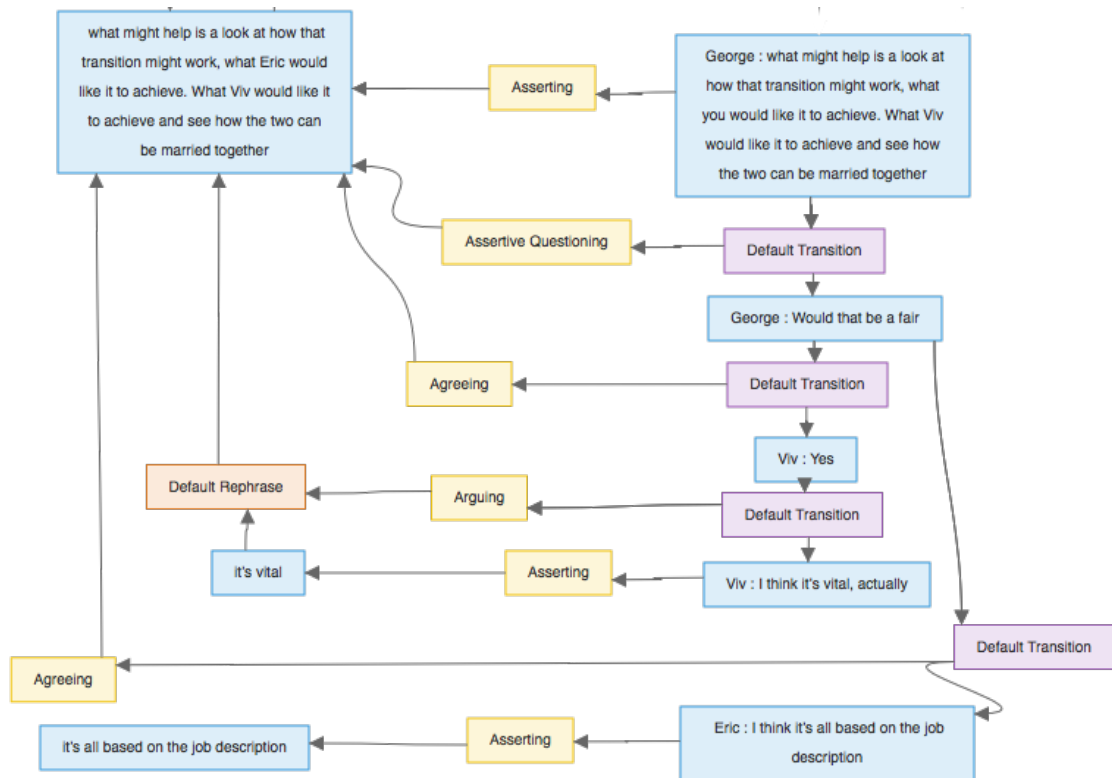 what might help is a look at how that
transition might work, what Eric would
like it to achieve. What Viv would like it
to achieve and see how the two can
be married together
Asserting
George : what might help is a look at
how that transition might work, what
you would like it to achieve. What Viv
would like it to achieve and see how
the two can be married together
Assertive Questioning
Default Transition
George : Would that be a fair
Agreeing
Default Transition
Viv : Yes
Default Rephrase
Arguing
Default Transition
it's vital
Asserting
Viv : I think it's vital, actually
Default Transition
Agreeing
it's all based on the job description
Asserting
Eric : I think it's all based on the job
description